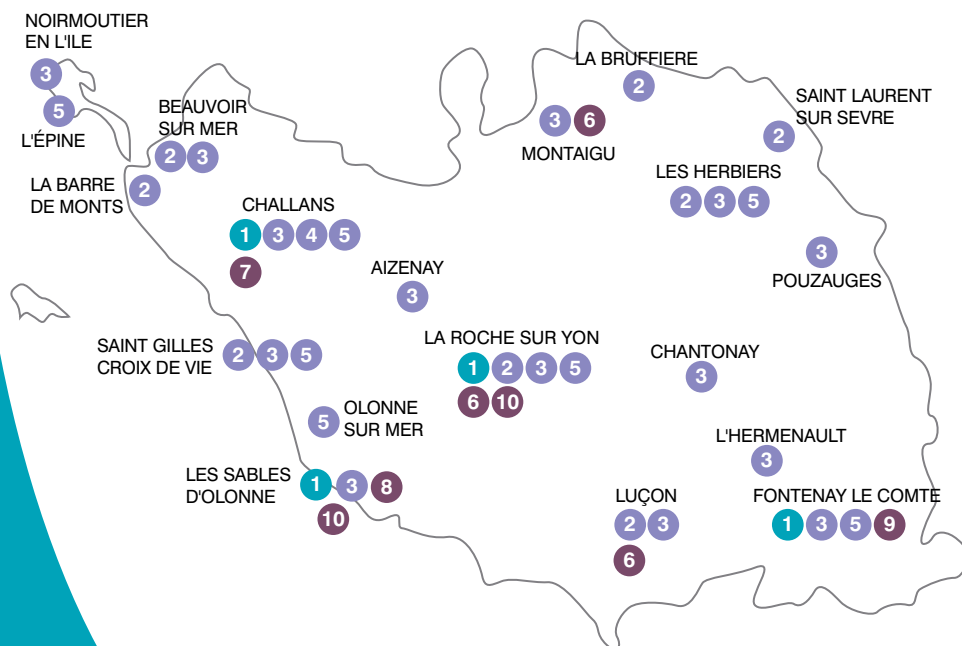 NOIRMOUTIER
EN L'ILE
3
5
L'ÉPINE
BEAUVOIR
SUR MER
2 3
LA BARRE
DE MONTS
2
CHALLANS
1 3 4 5
7
AIZENAY
3
LA BRUFFIERE
2
3 6
MONTAIGU
SAINT LAURENT
SUR SEVRE
2
LES HERBIERS
2 3 5
3
POUZAUGES
SAINT GILLES
CROIX DE VIE
2 3 5
LA ROCHE SUR YON
1 2 3 5
6 10
CHANTONAY
3
5
OLONNE
SUR MER
L'HERMENAULT
3
LES SABLES
D'OLONNE
1 3 8
10
LUÇON
2 3
6
FONTENAY LE COMTE
1 3 5 9